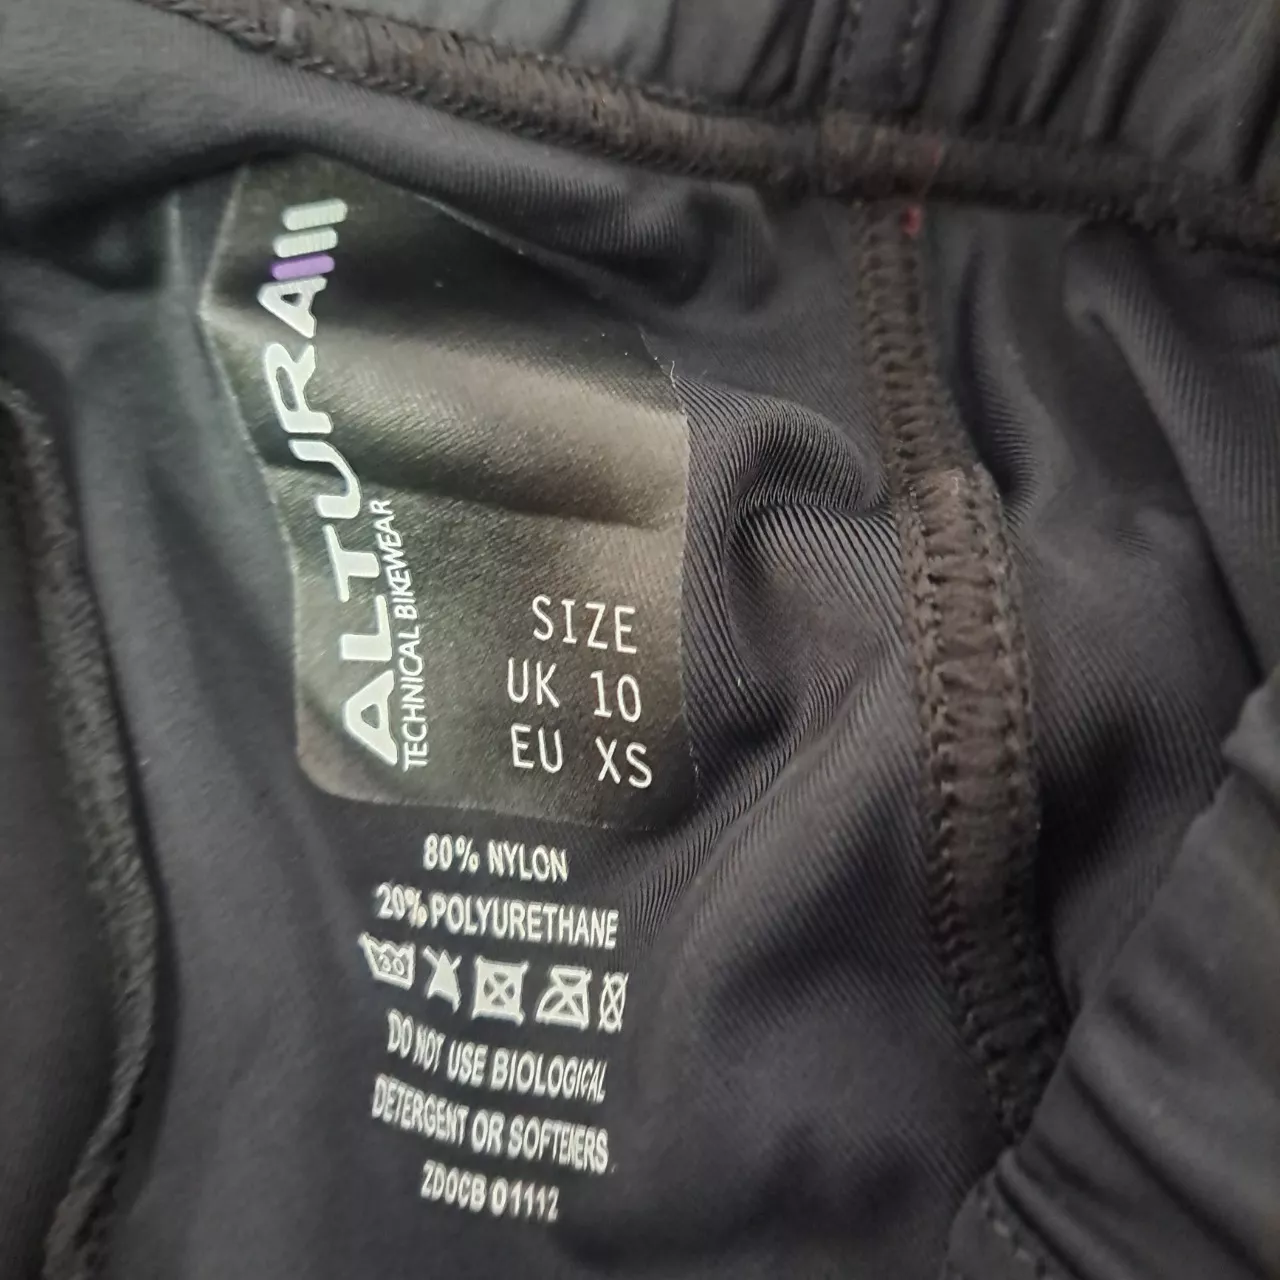 ALTURA
TECHNICAL BIKEWEAR
SIZE
UK 10
EU XS
80% NYLON
20% POLYURETHANE
30
DO NOT USE BIOLOGICAL
DETERGENT OR SOFTENERS
ZDOCB 01112